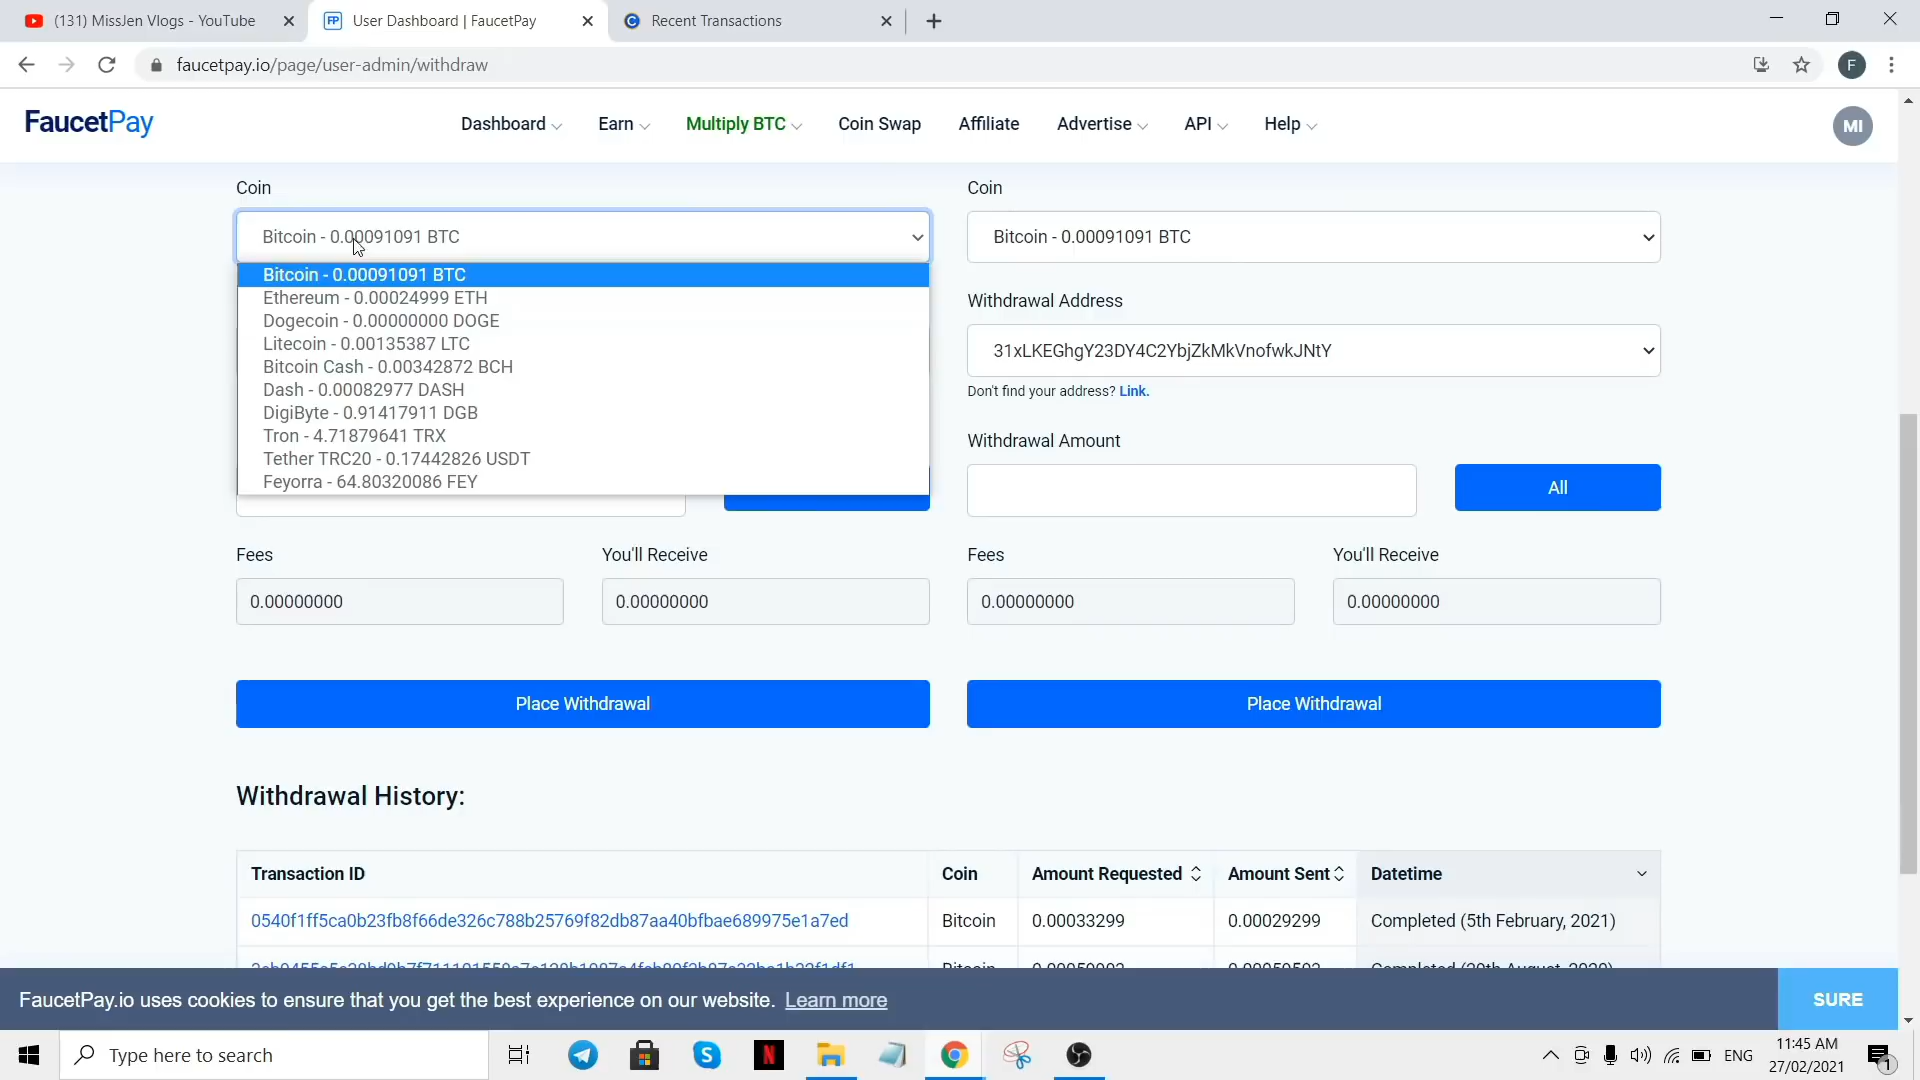 (131) MissJen Vlogs - YouTube
User Dashboard | FaucetPay
Recent Transactions
faucetpay.io/page/user-admin/withdraw
F
FaucetPay
Dashboard
Earn
Multiply BTC
Coin Swap
Affiliate
Advertise
API
Help
MI
Coin
Bitcoin - 0.00091091 BTC
Bitcoin - 0.00091091 BTC
Ethereum - 0.00024999 ETH
Dogecoin - 0.00000000 DOGE
Litecoin - 0.00135387 LTC
Bitcoin Cash - 0.00342872 BCH
Dash - 0.00082977 DASH
DigiByte - 0.91417911 DGB
Tron - 4.71879641 TRX
Tether TRC20 - 0.17442826 USDT
Feyorra - 64.80320086 FEY
Fees
You'll Receive
0.00000000
0.00000000
Place Withdrawal
Coin
Bitcoin - 0.00091091 BTC
Withdrawal Address
31xLKEGhgY23DY4C2YbjZkMkVnofwkJNtY
Don't find your address? Link.
Withdrawal Amount
All
Fees
You'll Receive
0.00000000
0.00000000
Place Withdrawal
Withdrawal History:
Transaction ID
Coin
Amount Requested
Amount Sent
Datetime
0540f1ff5ca0b23fb8f66de326c788b25769f82db87aa40bfbae689975e1a7ed
Bitcoin
0.00033299
0.00029299
Completed (5th February, 2021)
FaucetPay.io uses cookies to ensure that you get the best experience on our website. Learn more
SURE
Type here to search
ENG
11:45 AM
27/02/2021
1